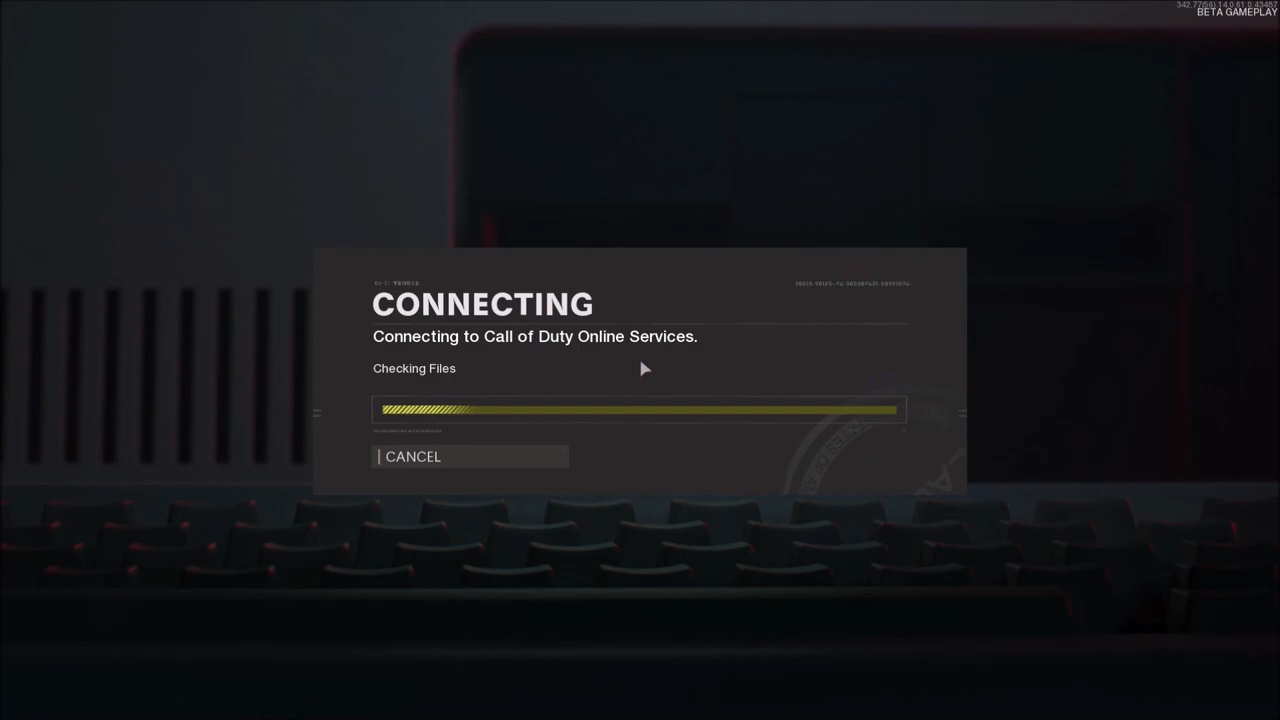 BETA GAMEPLAY
CONNECTING
Connecting to Call of Duty Online Services.
Checking Files
CANCEL